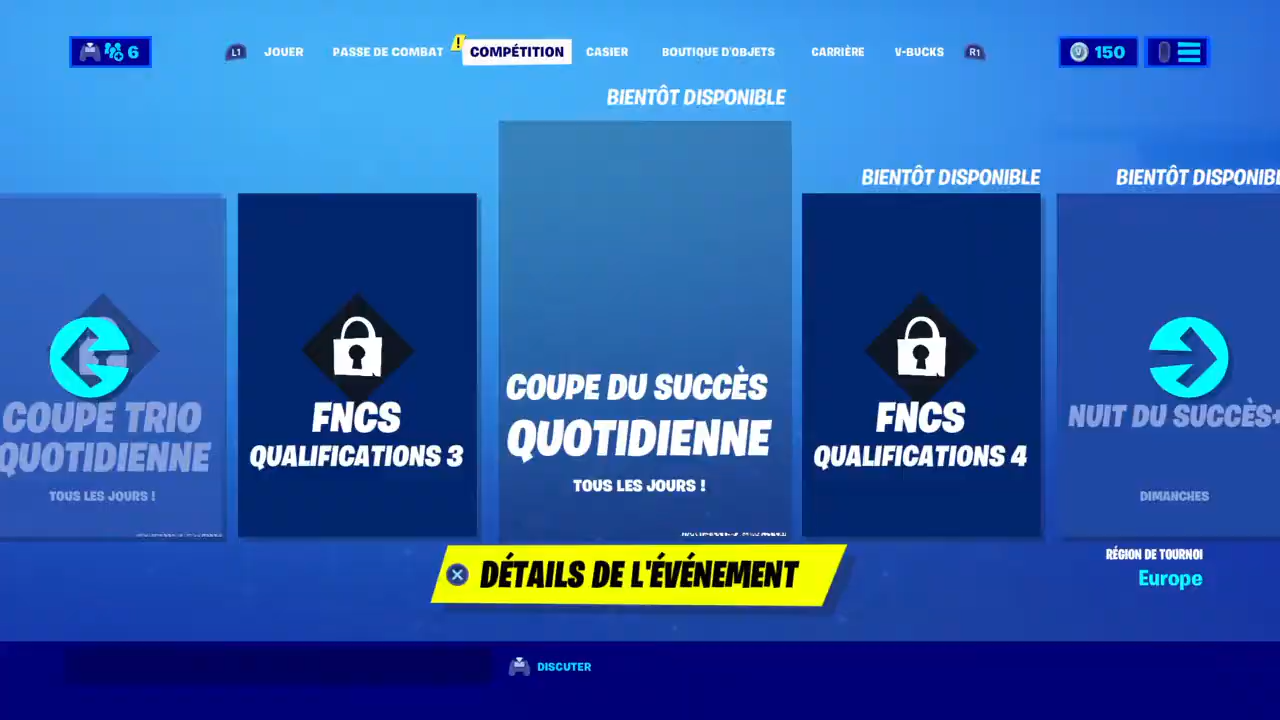 6
L1
JOUER
PASSE DE COMBAT
!
COMPÉTITION
CASIER
BOUTIQUE D'OBJETS
CARRIÈRE
V-BUCKS
R1
150
BIENTÔT DISPONIBLE
BIENTÔT DISPONIBLE
BIENTÔT DISPONIB
COUPE TRIO
QUOTIDIENNE
TOUS LES JOURS !
FNCS
QUALIFICATIONS 3
COUPE DU SUCCÈS
QUOTIDIENNE
TOUS LES JOURS !
FNCS
QUALIFICATIONS 4
NUIT DU SUCCÈS+
DIMANCHES
DÉTAILS DE L'ÉVÉNEMENT
RÉGION DE TOURNOI
Europe
DISCUTER